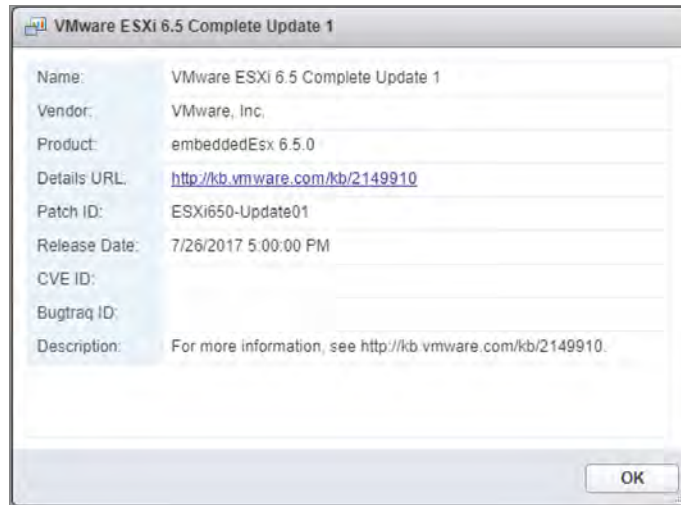 VMware ESXi 6.5 Complete Update 1
Name: VMware ESXi 6.5 Complete Update 1
Vendor: VMware, Inc.
Product: embeddedEsx 6.5.0
Details URL: http://kb.vmware.com/kb/2149910
Patch ID: ESXi650-Update01
Release Date: 7/26/2017 5:00:00 PM
CVE ID:
Bugtraq ID:
Description: For more information, see http://kb.vmware.com/kb/2149910.
OK